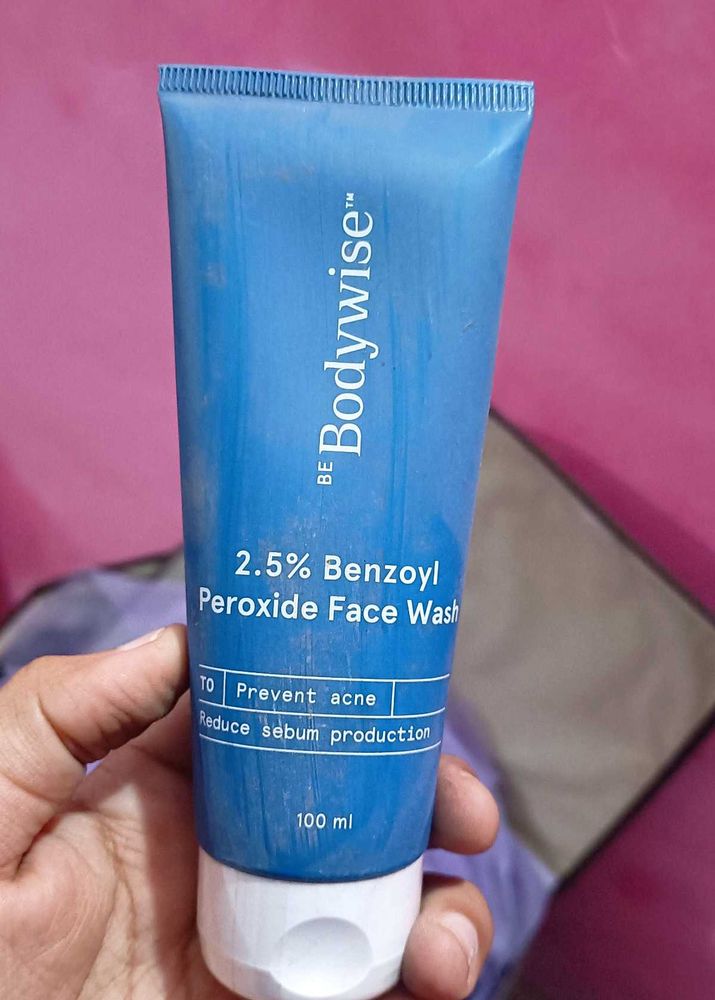 BE Bodywise™
2.5% Benzoyl
Peroxide Face Wash
TO Prevent acne
Reduce sebum production
100 ml